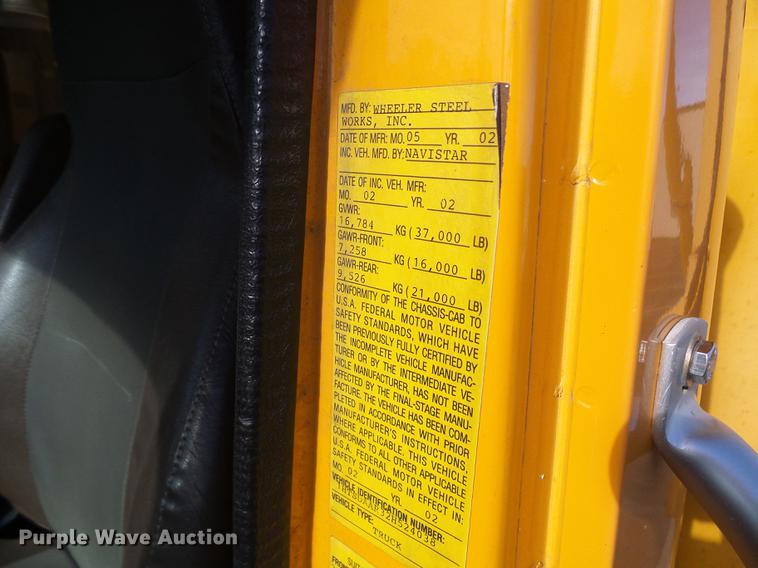 MFD. BY: WHEELER STEEL
WORKS, INC.
DATE OF MFR: MO. 05 YR. 02
INC. VEH. MFD. BY: NAVISTAR
DATE OF INC. VEH. MFR:
MO. 02 YR. 02
GVWR:
16,784 KG (37,000 LB)
GAWR-FRONT:
7,258 KG (16,000 LB)
GAWR-REAR:
9,526 KG (21,000 LB)
CONFORMITY OF THE CHASSIS-CAB TO
U.S.A. FEDERAL MOTOR VEHICLE
SAFETY STANDARDS, WHICH HAVE
BEEN PREVIOUSLY FULLY CERTIFIED BY
THE INCOMPLETE VEHICLE MANUFAC-
TURER OR BY THE INTERMEDIATE VE-
HICLE MANUFACTURER, HAS NOT BEEN
AFFECTED BY THE FINAL-STAGE MANU-
FACTURE. THE VEHICLE HAS BEEN COM-
PLETED IN ACCORDANCE WITH PRIOR
MANUFACTURER'S INSTRUCTIONS,
WHERE APPLICABLE. THIS VEHICLE
CONFORMS TO ALL OTHER APPLICABLE
U.S.A. FEDERAL MOTOR VEHICLE
SAFETY STANDARDS IN EFFECT IN:
MO. 02 YR. 02
VEHICLE IDENTIFICATION NUMBER:
VEHICLE TYPE: TRUCK
Purple Wave Auction